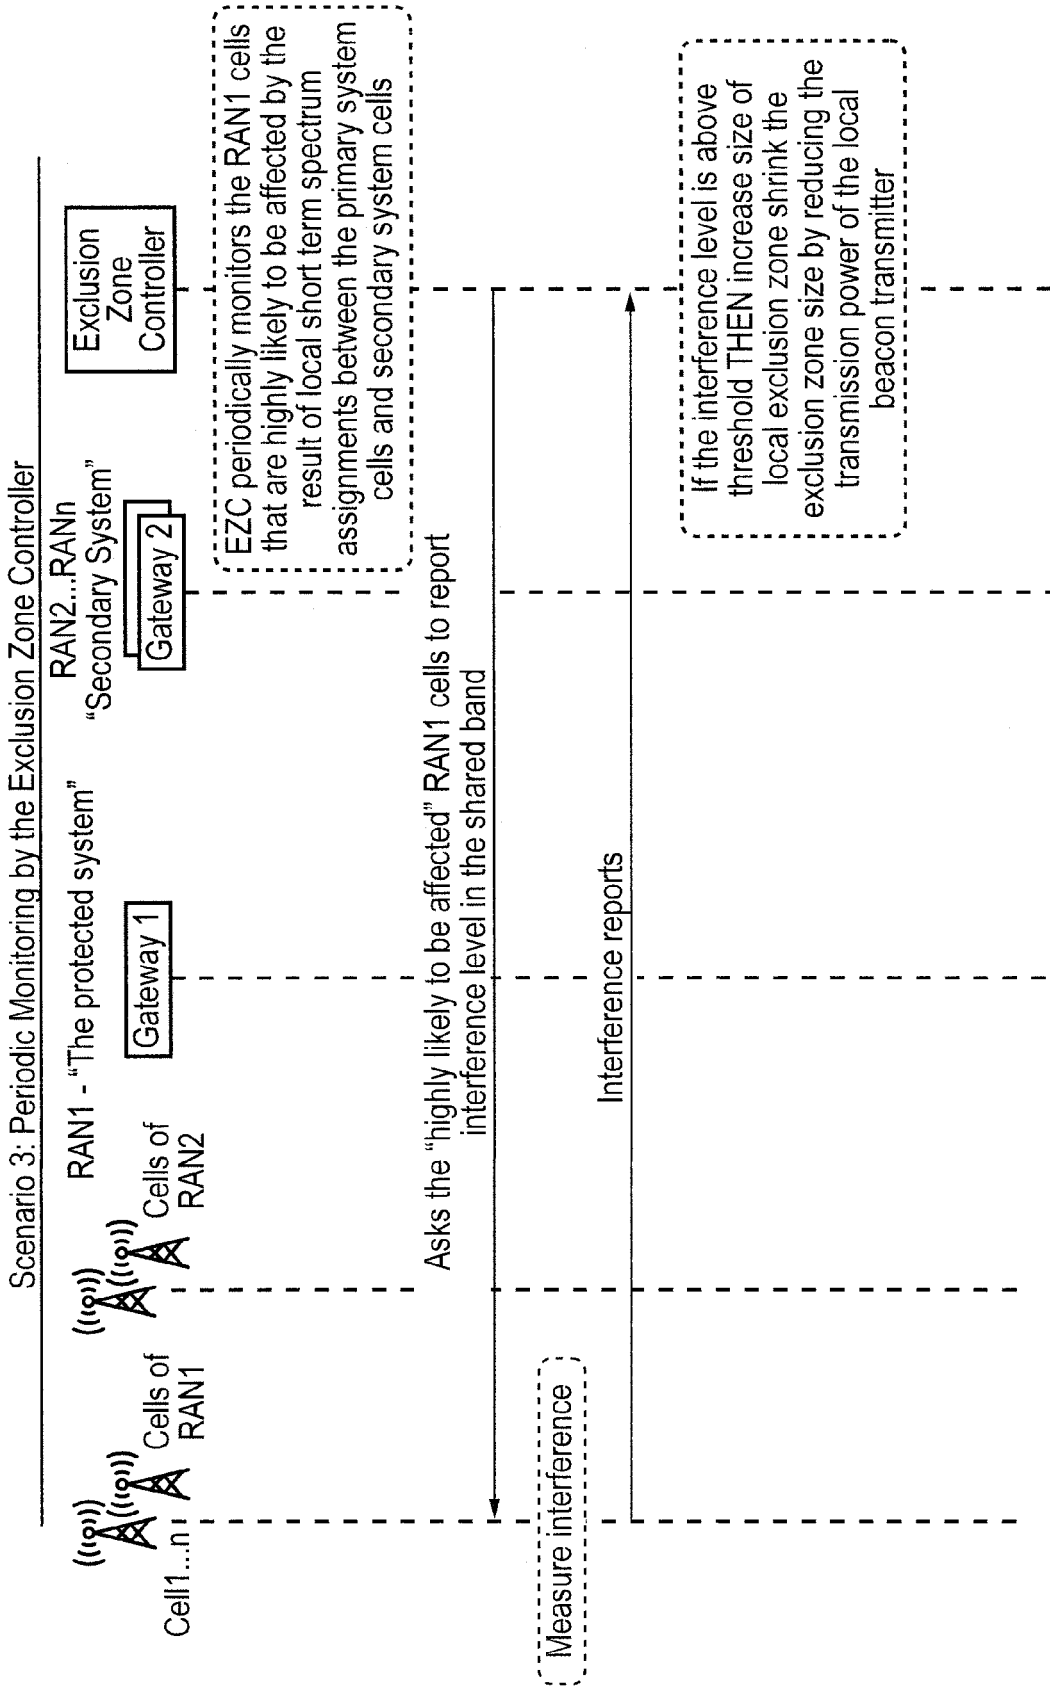 Scenario 3: Periodic Monitoring by the Exclusion Zone Controller
Cell1...n
Cells of
RAN1
Cells of
RAN2
RAN1 - “The protected system”
Gateway 1
RAN2...RANn
“Secondary System”
Gateway 2
Exclusion
Zone
Controller
EZC periodically monitors the RAN1 cells
that are highly likely to be affected by the
result of local short term spectrum
assignments between the primary system
cells and secondary system cells
Asks the “highly likely to be affected” RAN1 cells to report
interference level in the shared band
Measure interference
Interference reports
If the interference level is above
threshold THEN increase size of
local exclusion zone shrink the
exclusion zone size by reducing the
transmission power of the local
beacon transmitter